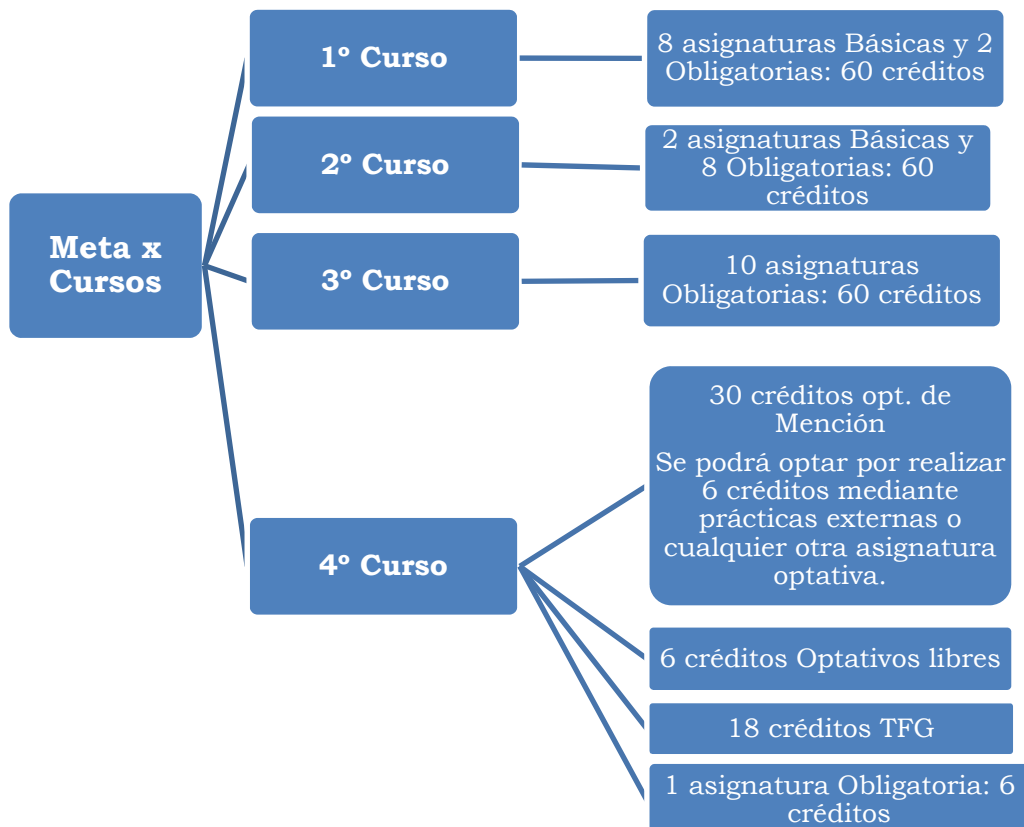 Meta x
Cursos
1º Curso
8 asignaturas Básicas y 2
Obligatorias: 60 créditos
2º Curso
2 asignaturas Básicas y
8 Obligatorias: 60
créditos
3º Curso
10 asignaturas
Obligatorias: 60 créditos
4º Curso
30 créditos opt. de
Mención
Se podrá optar por realizar
6 créditos mediante
prácticas externas o
cualquier otra asignatura
optativa.
6 créditos Optativos libres
18 créditos TFG
1 asignatura Obligatoria: 6
créditos